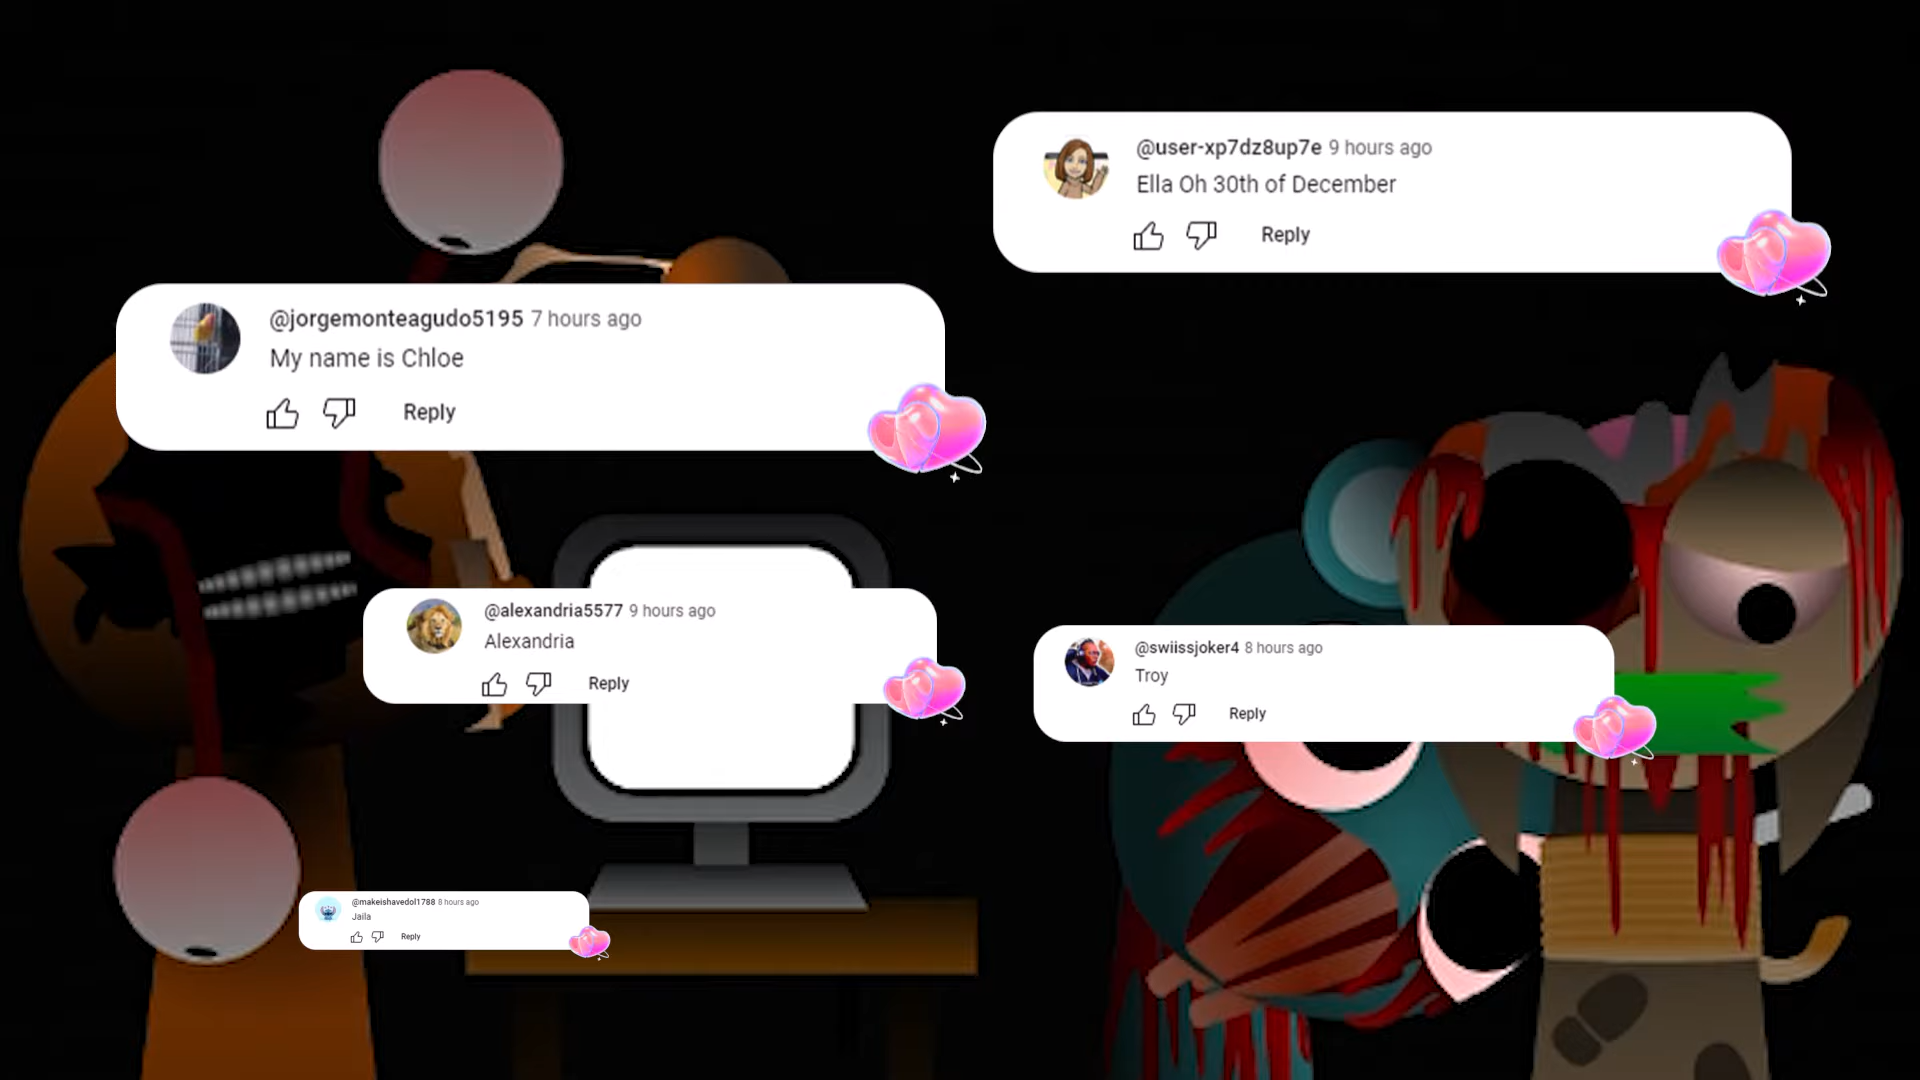 @user-xp7dz8up7e 9 hours ago
Ella Oh 30th of December
Reply
@jorgemonteagudo5195 7 hours ago
My name is Chloe
Reply
@alexandria5577 9 hours ago
Alexandria
Reply
@swiissjoker4 8 hours ago
Troy
Reply
@makeishavedol1788 8 hours ago
Jaila
Reply